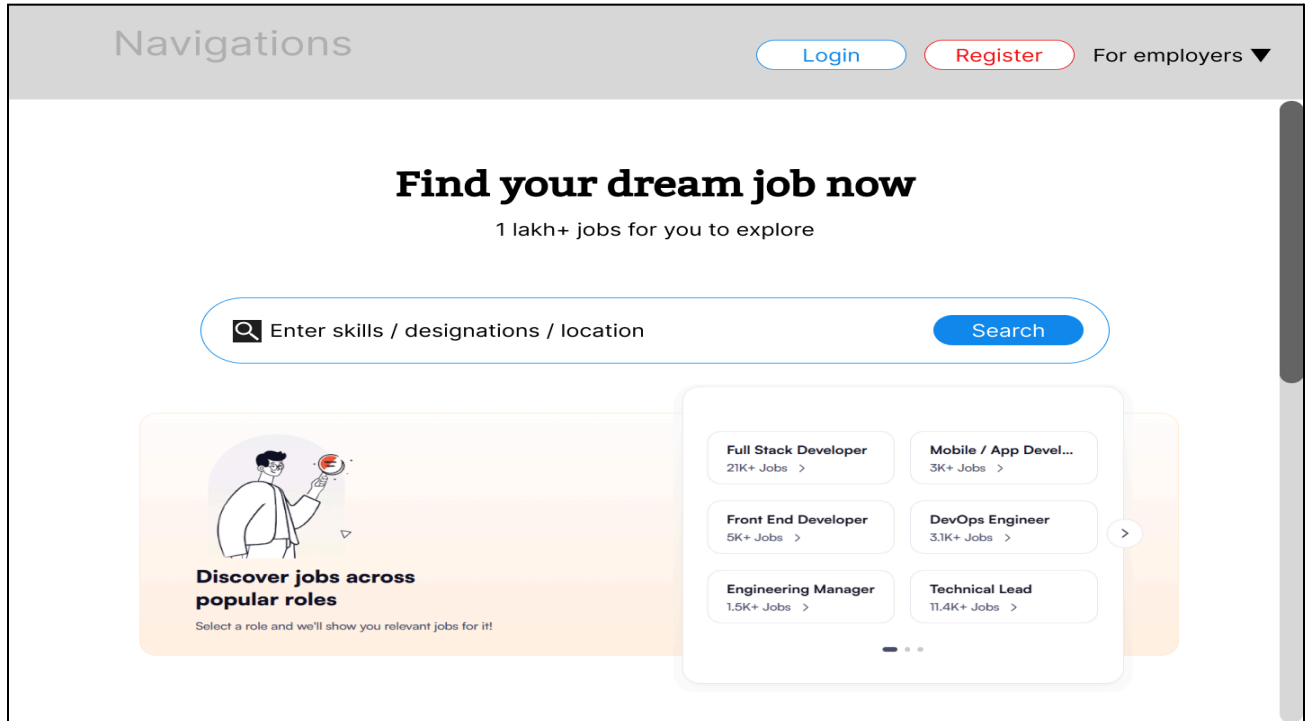 Navigations
Login
Register
For employers
Find your dream job now
1 lakh+ jobs for you to explore
Enter skills / designations / location
Search
Discover jobs across
popular roles
Select a role and we'll show you relevant jobs for it!
Full Stack Developer
21K+ Jobs >
Mobile / App Devel...
3K+ Jobs >
Front End Developer
5K+ Jobs >
DevOps Engineer
3.1K+ Jobs >
Engineering Manager
1.5K+ Jobs >
Technical Lead
11.4K+ Jobs >